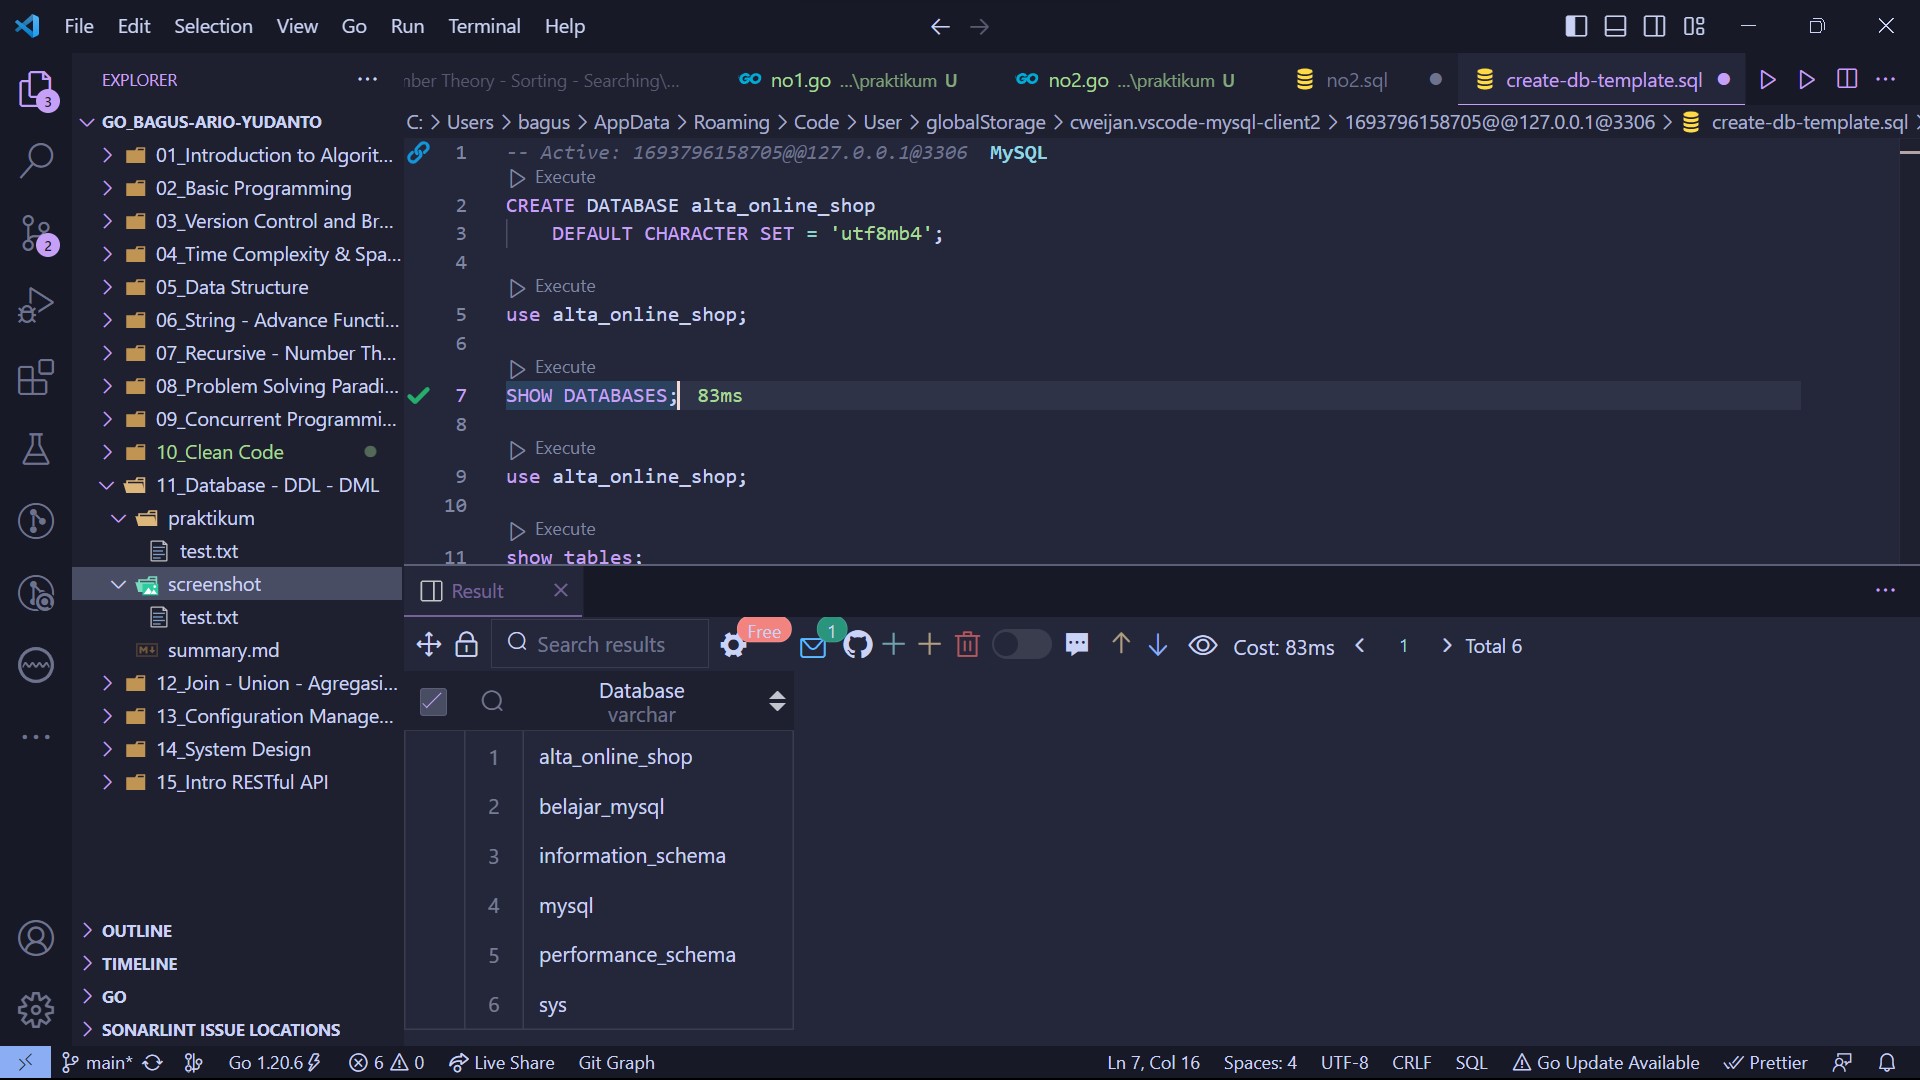 File Edit Selection View Go Run Terminal Help
EXPLORER
3
GO_BAGUS-ARIO-YUDANTO
01_Introduction to Algorit...
02_Basic Programming
03_Version Control and Br...
2
04_Time Complexity & Spa...
05_Data Structure
06_String - Advance Functi...
07_Recursive - Number Th...
08_Problem Solving Paradi...
09_Concurrent Programmi...
10_Clean Code
11_Database - DDL - DML
praktikum
test.txt
screenshot
test.txt
summary.md
12_Join - Union - Agregasi...
13_Configuration Manage...
14_System Design
15_Intro RESTful API
OUTLINE
TIMELINE
GO
SONARLINT ISSUE LOCATIONS
nber Theory - Sorting - Searching\... no1.go ...\praktikum U no2.go ...\praktikum U no2.sql create-db-template.sql
C: > Users > bagus > AppData > Roaming > Code > User > globalStorage > cweijan.vscode-mysql-client2 > 1693796158705@@127.0.0.1@3306 > create-db-template.sql >
1 -- Active: 1693796158705@@127.0.0.1@3306 MySQL
Execute
2 CREATE DATABASE alta_online_shop
3 DEFAULT CHARACTER SET = 'utf8mb4';
4
Execute
5 use alta_online_shop;
6
Execute
7 SHOW DATABASES; 83ms
8
Execute
9 use alta_online_shop;
10
Execute
11 show tables;
Result
Search results Free 1 Cost: 83ms < 1 > Total 6
Database
varchar
1 alta_online_shop
2 belajar_mysql
3 information_schema
4 mysql
5 performance_schema
6 sys
main* Go 1.20.6 6 0 Live Share Git Graph Ln 7, Col 16 Spaces: 4 UTF-8 CRLF SQL Go Update Available Prettier